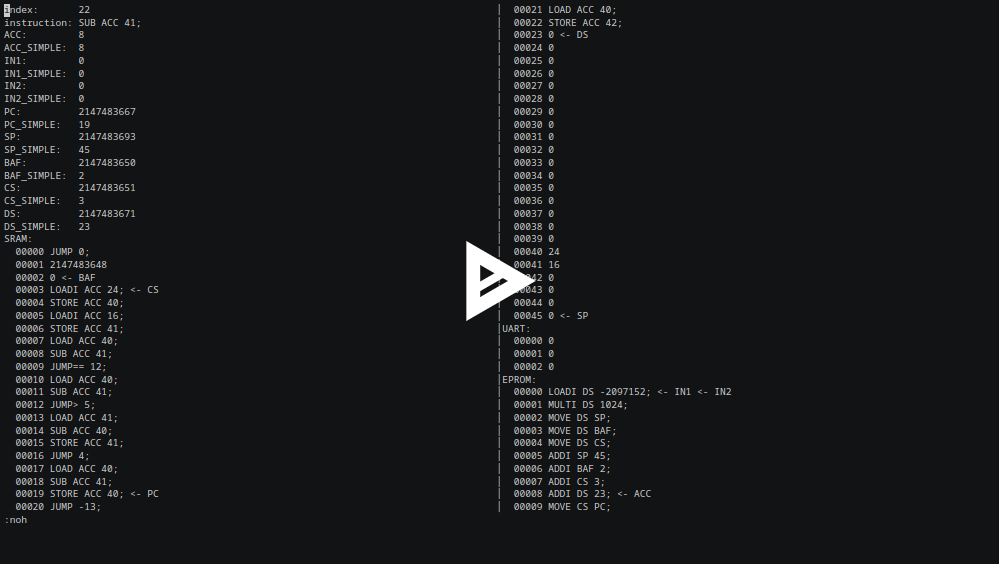 index: 22
instruction: SUB ACC 41;
ACC: 8
ACC_SIMPLE: 8
IN1: 0
IN1_SIMPLE: 0
IN2: 0
IN2_SIMPLE: 0
PC: 2147483667
PC_SIMPLE: 19
SP: 2147483693
SP_SIMPLE: 45
BAF: 2147483650
BAF_SIMPLE: 2
CS: 2147483651
CS_SIMPLE: 3
DS: 2147483671
DS_SIMPLE: 23
SRAM:
00000 JUMP 0;
00001 2147483648
00002 0 <- BAF
00003 LOADI ACC 24; <- CS
00004 STORE ACC 40;
00005 LOADI ACC 16;
00006 STORE ACC 41;
00007 LOAD ACC 40;
00008 SUB ACC 41;
00009 JUMP== 12;
00010 LOAD ACC 40;
00011 SUB ACC 41;
00012 JUMP> 5;
00013 LOAD ACC 41;
00014 SUB ACC 40;
00015 STORE ACC 41;
00016 JUMP 4;
00017 LOAD ACC 40;
00018 SUB ACC 41;
00019 STORE ACC 40; <- PC
00020 JUMP -13;
:noh
00021 LOAD ACC 40;
00022 STORE ACC 42;
00023 0 <- DS
00024 0
00025 0
00026 0
00027 0
00028 0
00029 0
00030 0
00031 0
00032 0
00033 0
00034 0
00035 0
00036 0
00037 0
00038 0
00039 0
00040 24
00041 16
42 0
00043 0
00044 0
00045 0 <- SP
UART:
00000 0
00001 0
00002 0
EPROM:
00000 LOADI DS -2097152; <- IN1 <- IN2
00001 MULTI DS 1024;
00002 MOVE DS SP;
00003 MOVE DS BAF;
00004 MOVE DS CS;
00005 ADDI SP 45;
00006 ADDI BAF 2;
00007 ADDI CS 3;
00008 ADDI DS 23; <- ACC
00009 MOVE CS PC;